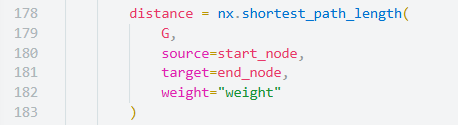 178 distance = nx.shortest_path_length(
179 G,
180 source=start_node,
181 target=end_node,
182 weight="weight"
183 )